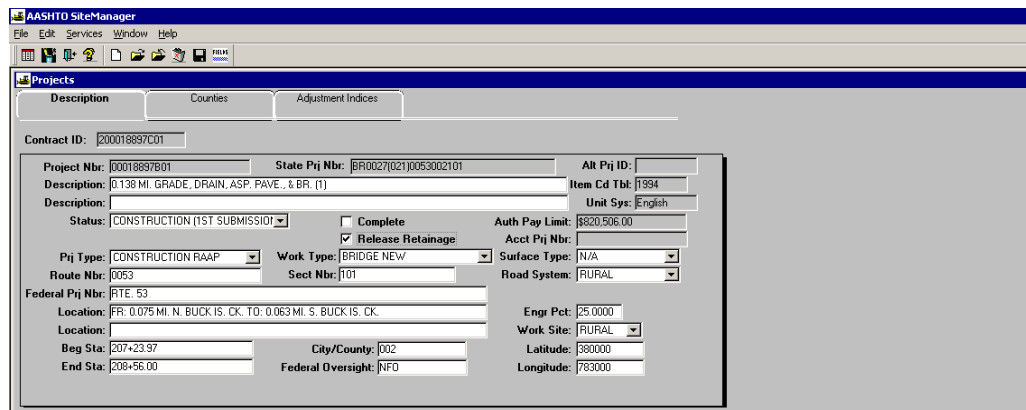 AASHTO SiteManager
File Edit Services Window Help
FIELDS
Projects
Description Counties Adjustment Indices
Contract ID: 200018897C01
Project Nbr: 00018897B01 State Prj Nbr: BR0027(021)0053002101 Alt Prj ID:
Description: 0.138 MI. GRADE, DRAIN, ASP. PAVE., & BR. (1) Item Cd Tbl: 1994
Description: Unit Sys: English
Status: CONSTRUCTION (1ST SUBMISSION Complete Auth Pay Limit: $820,506.00
Release Retainage Acct Prj Nbr:
Prj Type: CONSTRUCTION RAAP Work Type: BRIDGE NEW Surface Type: N/A
Route Nbr: 0053 Sect Nbr: 101 Road System: RURAL
Federal Prj Nbr: RTE. 53
Location: FR: 0.075 MI. N. BUCK IS. CK. TO: 0.063 MI. S. BUCK IS. CK. Engr Pct: 25.0000
Location: Work Site: RURAL
Beg Sta: 207+23.97 City/County: 002 Latitude: 380000
End Sta: 208+56.00 Federal Oversight: NFO Longitude: 783000